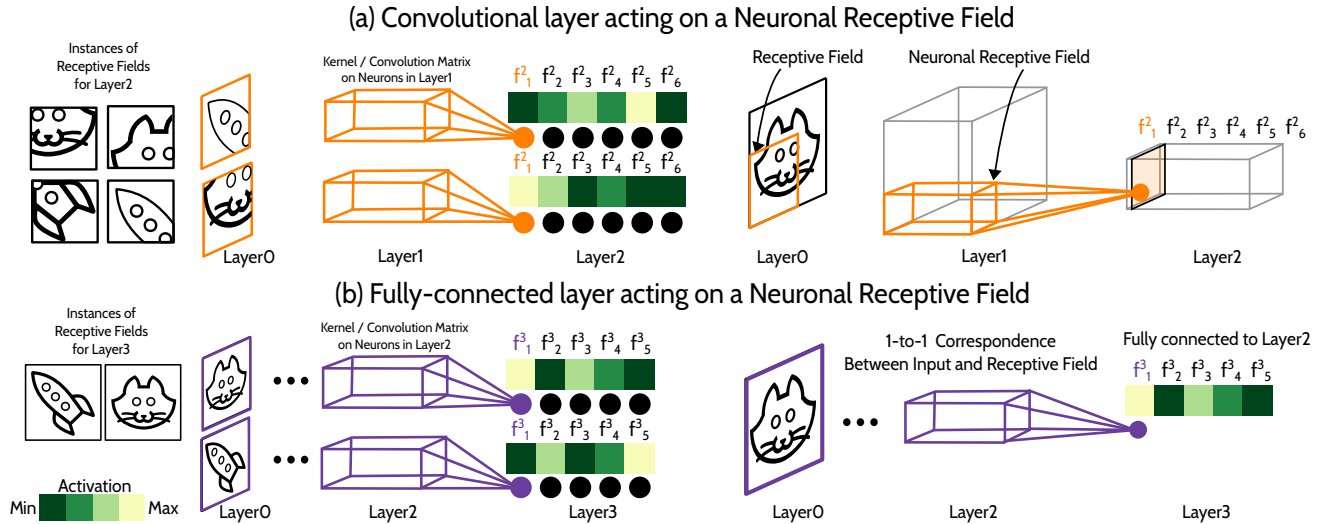 (a) Convolutional layer acting on a Neuronal Receptive Field
Instances of
Receptive Fields
for Layer2
Kernel / Convolution Matrix
on Neurons in Layer1
f²₁ f²₂ f²₃ f²₄ f²₅ f²₆
f²₁ f²₂ f²₃ f²₄ f²₅ f²₆
Layer0
Layer1
Layer2
Receptive Field
Neuronal Receptive Field
f²₁ f²₂ f²₃ f²₄ f²₅ f²₆
Layer0
Layer1
Layer2
(b) Fully-connected layer acting on a Neuronal Receptive Field
Instances of
Receptive Fields
for Layer3
Kernel / Convolution Matrix
on Neurons in Layer2
f³₁ f³₂ f³₃ f³₄ f³₅
f³₁ f³₂ f³₃ f³₄ f³₅
Activation
Min Max
Layer0
Layer2
Layer3
1-to-1 Correspondence
Between Input and Receptive Field
Fully connected to Layer2
f³₁ f³₂ f³₃ f³₄ f³₅
Layer0
Layer2
Layer3